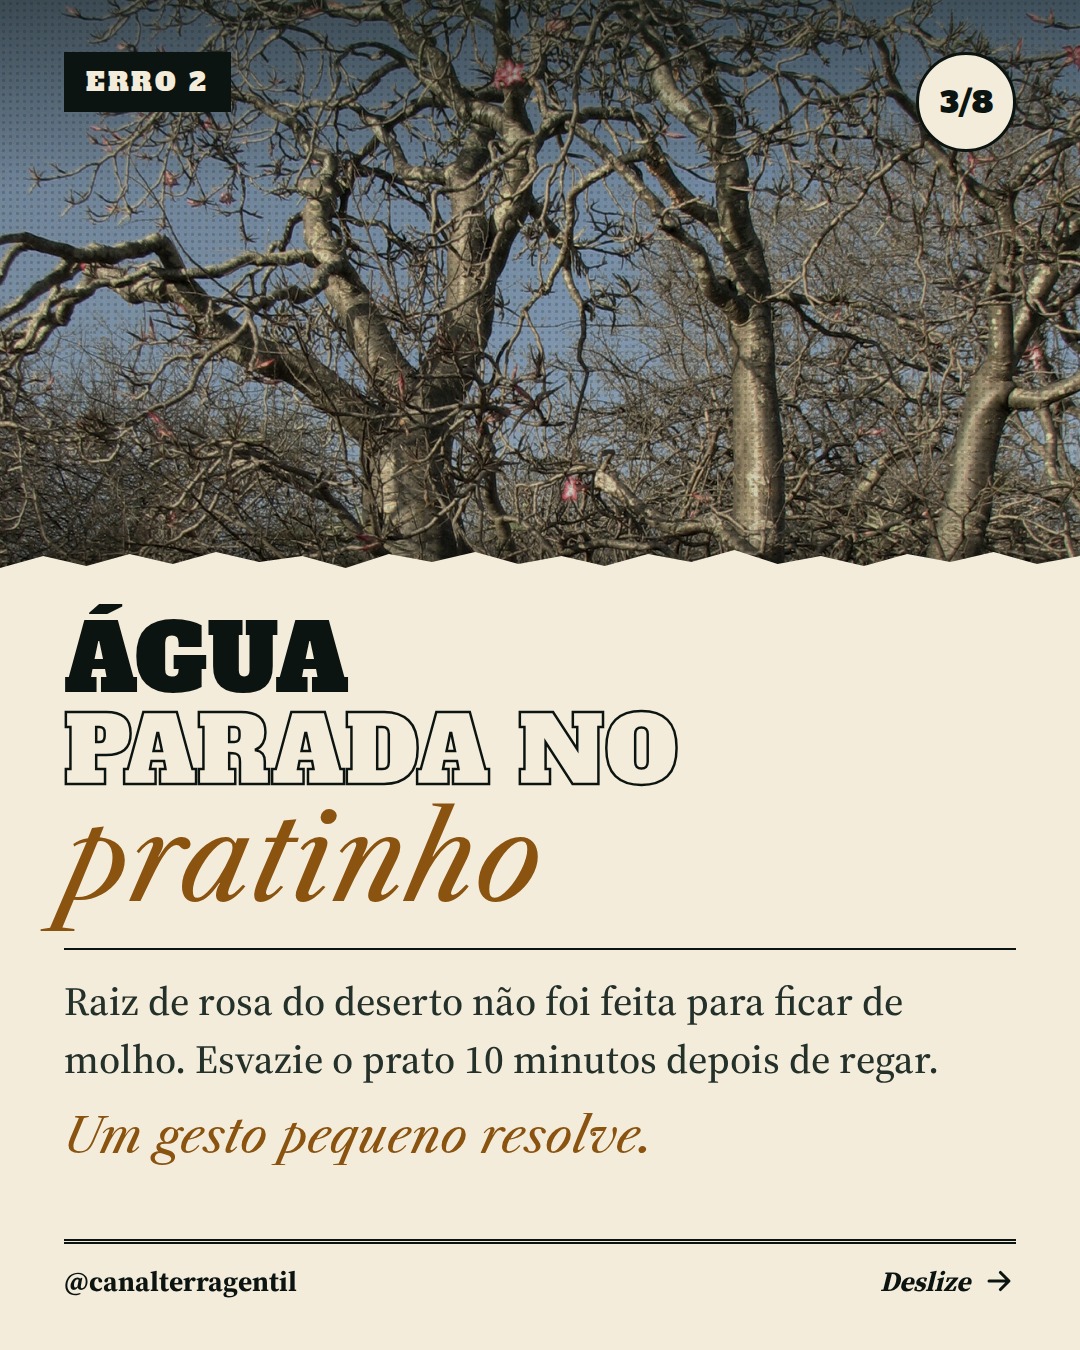 ERRO 2
3/8
ÁGUA
PARADA NO
pratinho
Raiz de rosa do deserto não foi feita para ficar de
molho. Esvazie o prato 10 minutos depois de regar.
Um gesto pequeno resolve.
@canalterragentil
Deslize →